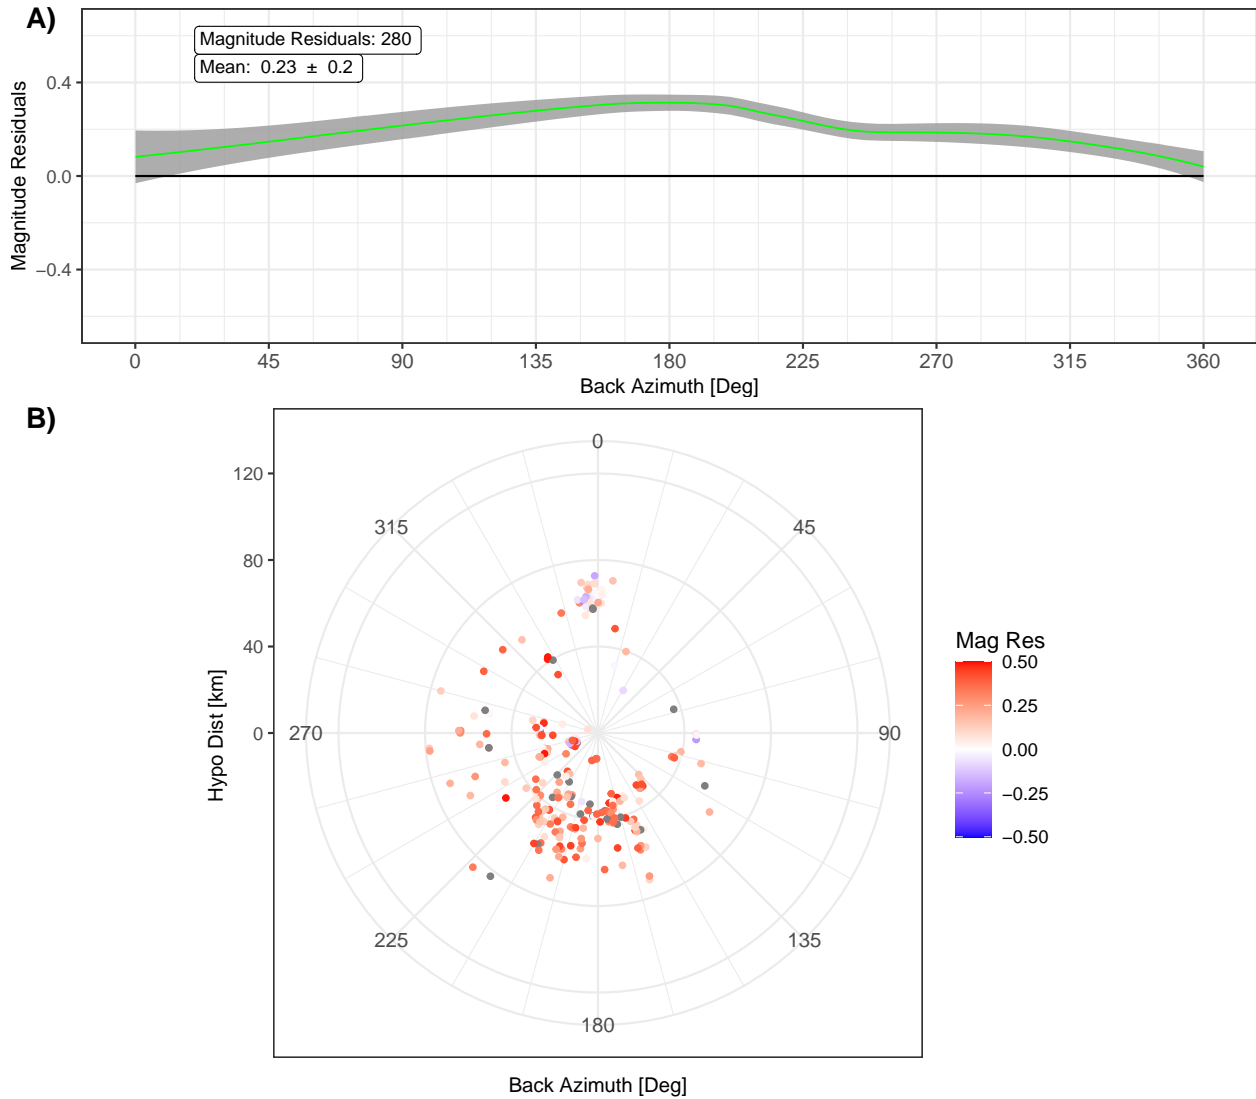 A)
Magnitude Residuals: 280
Mean:  0.23  ±  0.2
Magnitude Residuals
0.4
0.0
−0.4
0 45 90 135 180 225 270 315 360
Back Azimuth [Deg]
B)
Hypo Dist [km]
120
80
40
0
0
45
90
135
180
225
270
315
Back Azimuth [Deg]
Mag Res
0.50
0.25
0.00
−0.25
−0.50